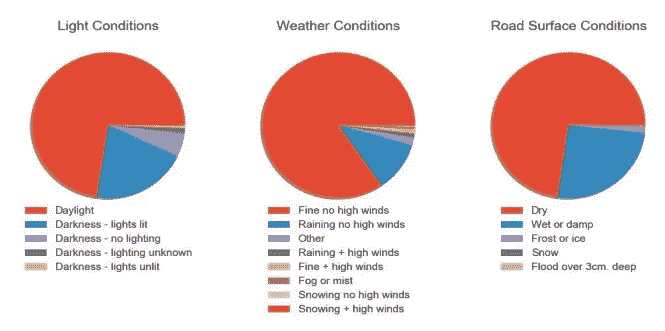 Light Conditions
Weather Conditions
Road Surface Conditions
Daylight
Darkness - lights lit
Darkness - no lighting
Darkness - lighting unknown
Darkness - lights unlit
Fine no high winds
Raining no high winds
Other
Raining + high winds
Fine + high winds
Fog or mist
Snowing no high winds
Snowing + high winds
Dry
Wet or damp
Frost or ice
Snow
Flood over 3cm. deep